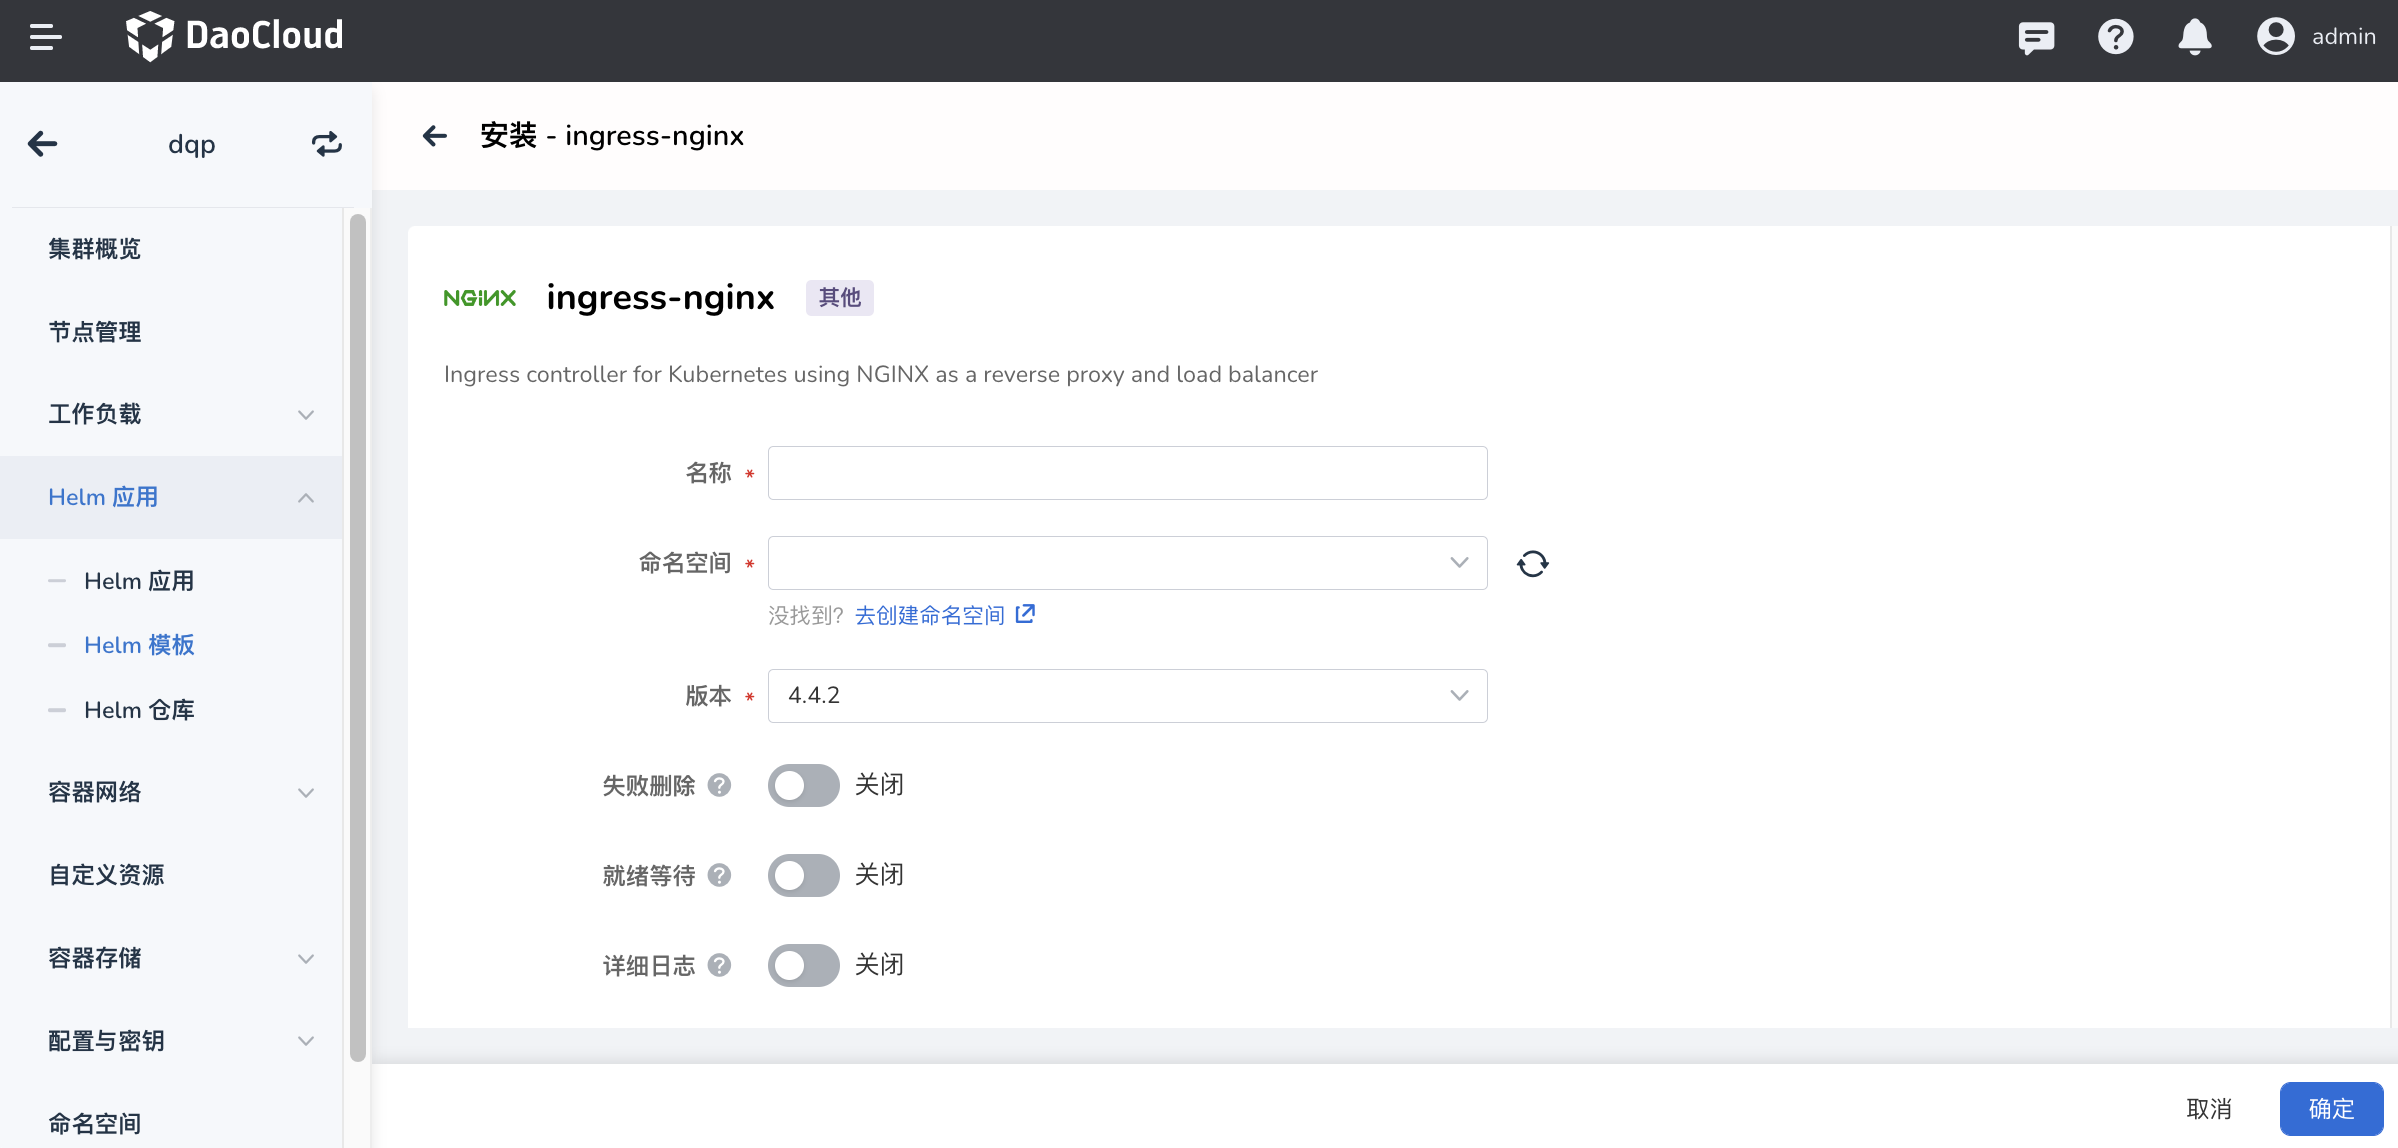 DaoCloud
admin
dqp
集群概览
节点管理
工作负载
Helm 应用
Helm 应用
Helm 模板
Helm 仓库
容器网络
自定义资源
容器存储
配置与密钥
命名空间
安装 - ingress-nginx
NGINX ingress-nginx 其他
Ingress controller for Kubernetes using NGINX as a reverse proxy and load balancer
名称 *
命名空间 *
没找到? 去创建命名空间
版本 * 4.4.2
失败删除 ? 关闭
就绪等待 ? 关闭
详细日志 ? 关闭
取消 确定